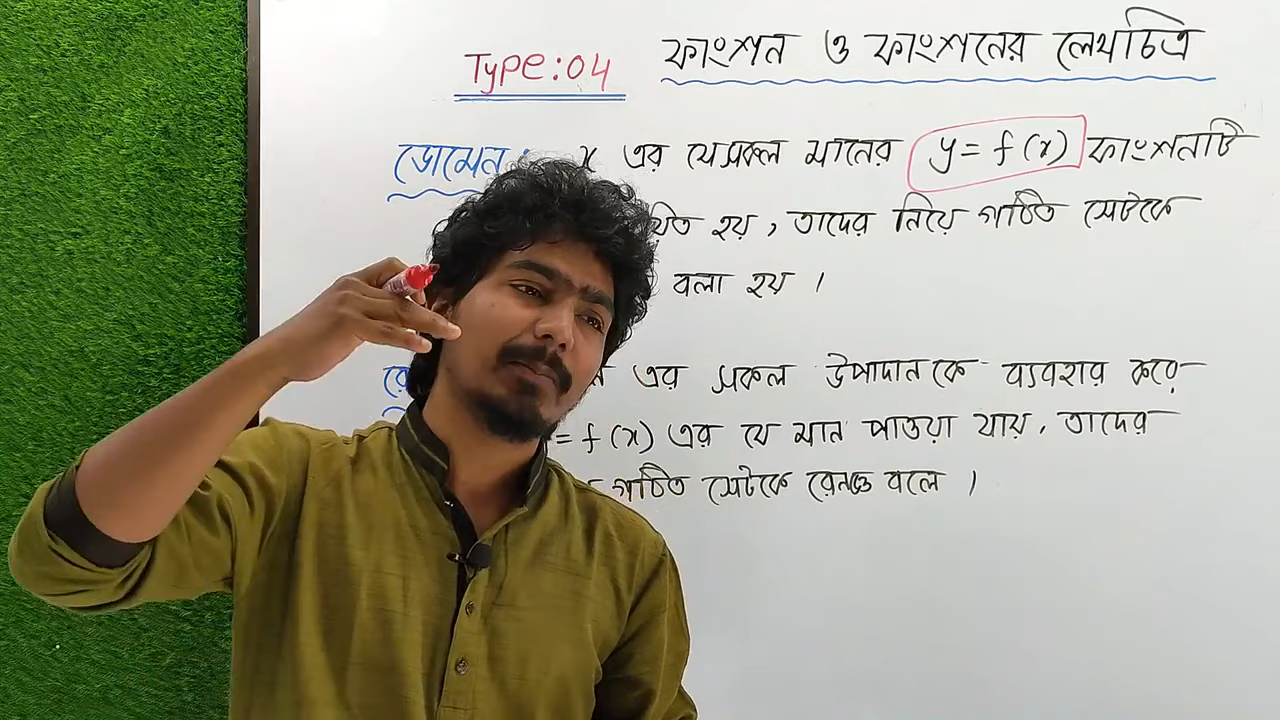 Type:04 ফাংশন ও ফাংশনের লেখচিত্র
ডোমেন: x এর যেসকল মানের y = f(x) ফাংশনটি
হয়, তাদের নিয়ে গঠিত সেটকে
বলা হয়।
এর সকল উপাদানকে ব্যবহার করে
= f(x) এর যে মান পাওয়া যায়, তাদের
গঠিত সেটকে রেনজ বলে।